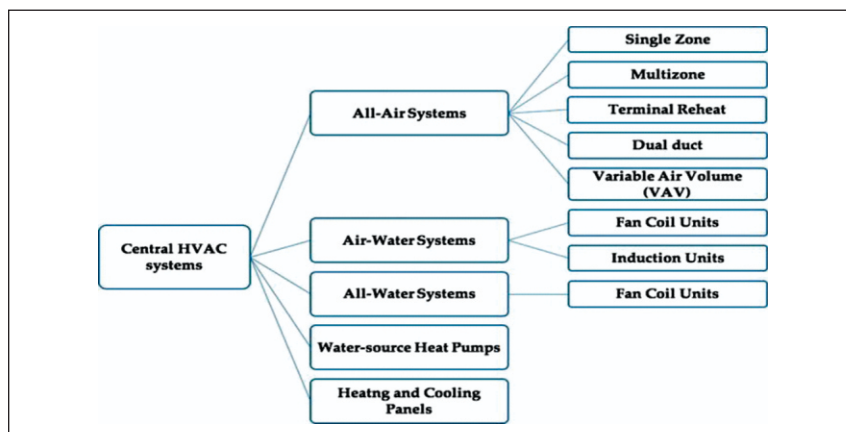 Central HVAC
systems
All-Air Systems
Single Zone
Multizone
Terminal Reheat
Dual duct
Variable Air Volume
(VAV)
Air-Water Systems
Fan Coil Units
Induction Units
All-Water Systems
Fan Coil Units
Water-source Heat Pumps
Heatng and Cooling
Panels